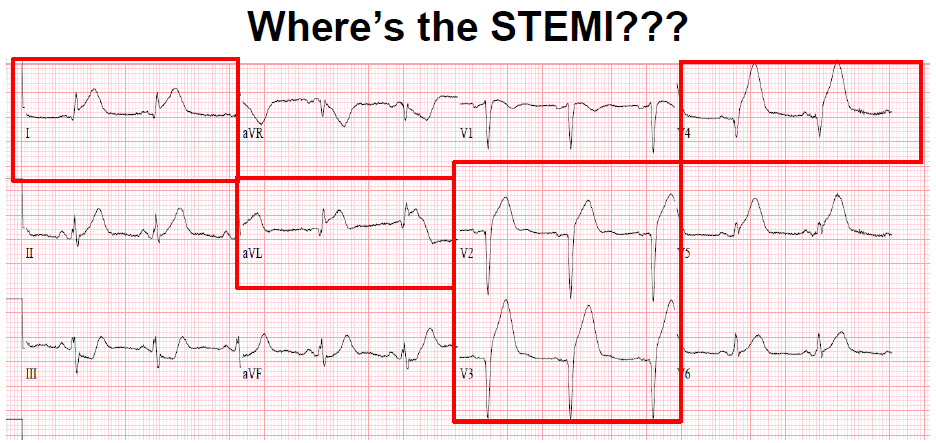 Where's the STEMI???
I aVR V1 V4
II aVL V2 V5
III aVF V3 V6